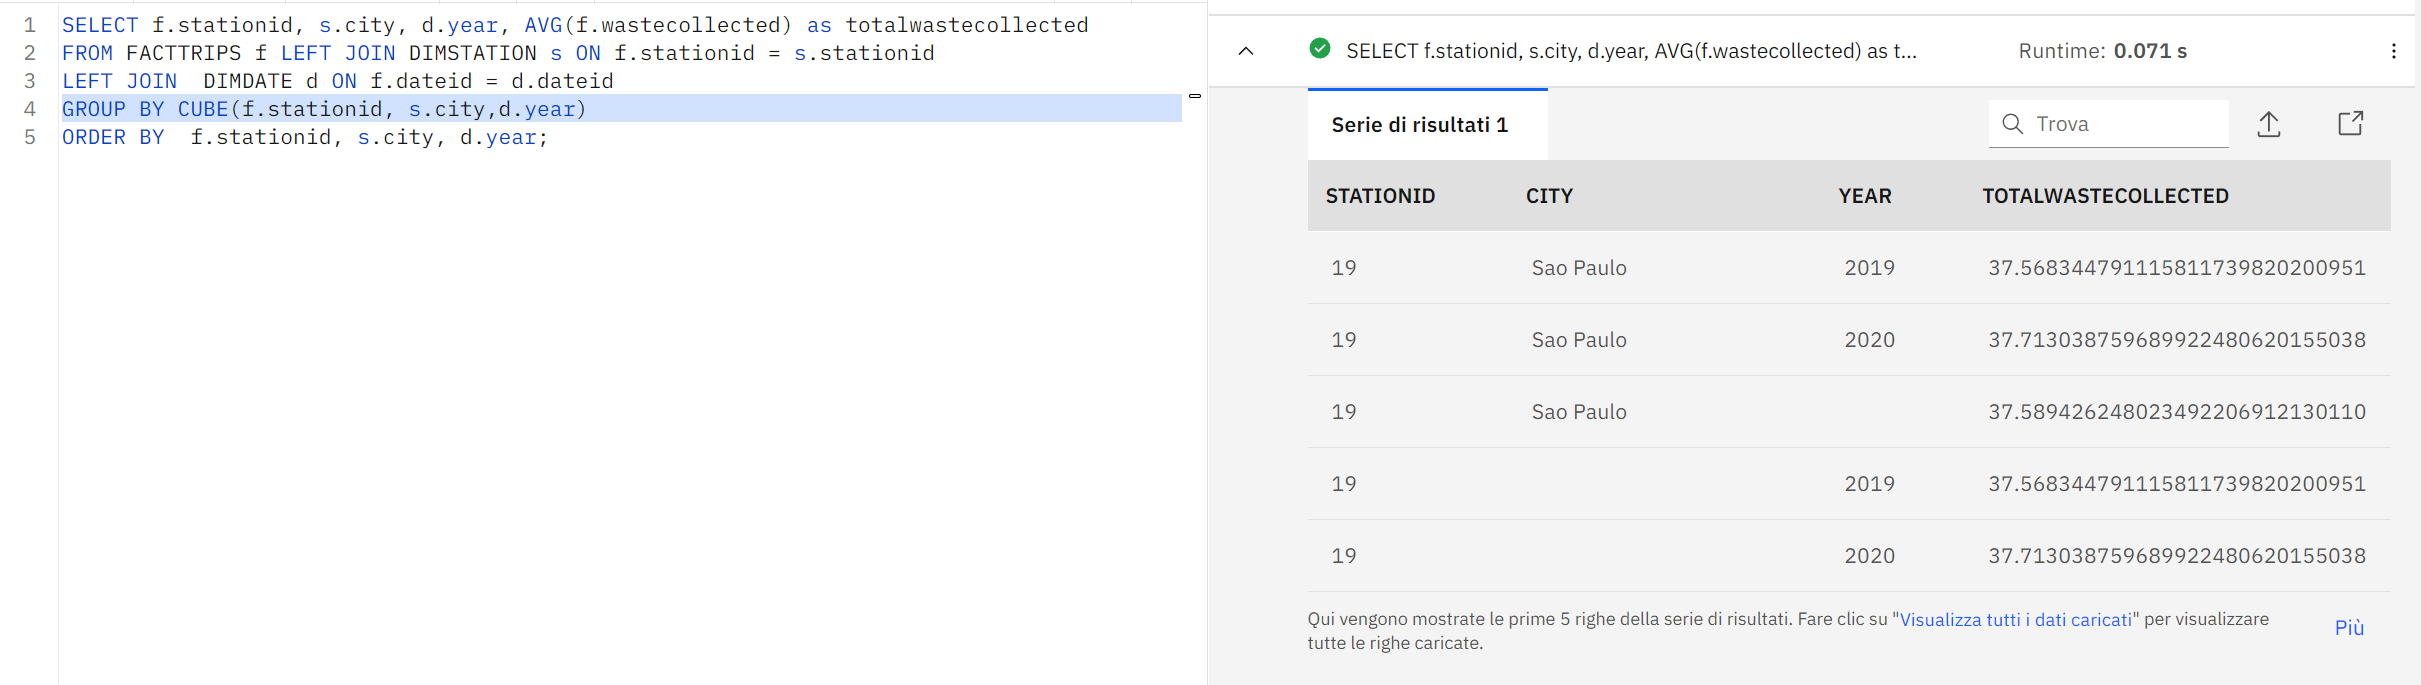 1 SELECT f.stationid, s.city, d.year, AVG(f.wastecollected) as totalwastecollected
2 FROM FACTTRIPS f LEFT JOIN DIMSTATION s ON f.stationid = s.stationid
3 LEFT JOIN  DIMDATE d ON f.dateid = d.dateid
4 GROUP BY CUBE(f.stationid, s.city,d.year)
5 ORDER BY  f.stationid, s.city, d.year;
SELECT f.stationid, s.city, d.year, AVG(f.wastecollected) as t... Runtime: 0.071 s
Serie di risultati 1 Trova
STATIONID CITY YEAR TOTALWASTECOLLECTED
19 Sao Paulo 2019 37.568344791115811739820200951
19 Sao Paulo 2020 37.7130387596899224806201550​38
19 Sao Paulo 37.5894262480234922069121301​10
19 2019 37.568344791115811739820200951
19 2020 37.713038759689922480620155038
Qui vengono mostrate le prime 5 righe della serie di risultati. Fare clic su "Visualizza tutti i dati caricati" per visualizzare
tutte le righe caricate.
Più